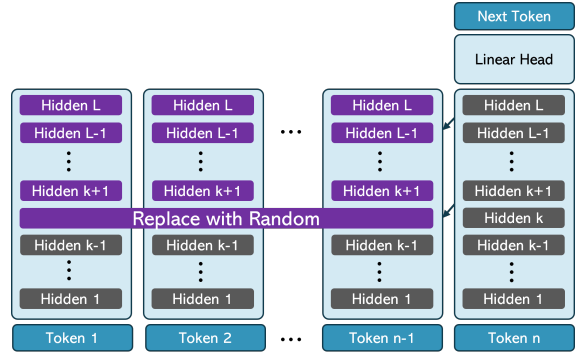 Next Token
Linear Head
Hidden L Hidden L Hidden L Hidden L
Hidden L-1 Hidden L-1 ... Hidden L-1 Hidden L-1
Hidden k+1 Hidden k+1 Hidden k+1 Hidden k+1
Replace with Random Hidden k
Hidden k-1 Hidden k-1 Hidden k-1 Hidden k-1
Hidden 1 Hidden 1 Hidden 1 Hidden 1
Token 1 Token 2 ... Token n-1 Token n